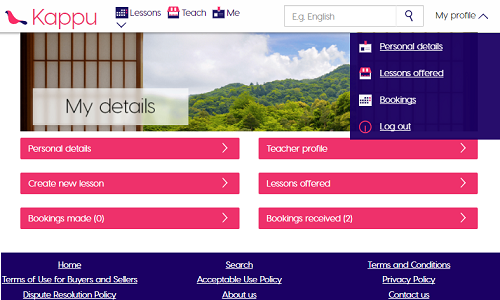 Kappu
Lessons Teach Me
E.g. English
My profile
Personal details
Lessons offered
Bookings
Log out
My details
Personal details
Teacher profile
Create new lesson
Lessons offered
Bookings made (0)
Bookings received (2)
Home
Search
Terms and Conditions
Terms of Use for Buyers and Sellers
Acceptable Use Policy
Privacy Policy
Dispute Resolution Policy
About us
Contact us